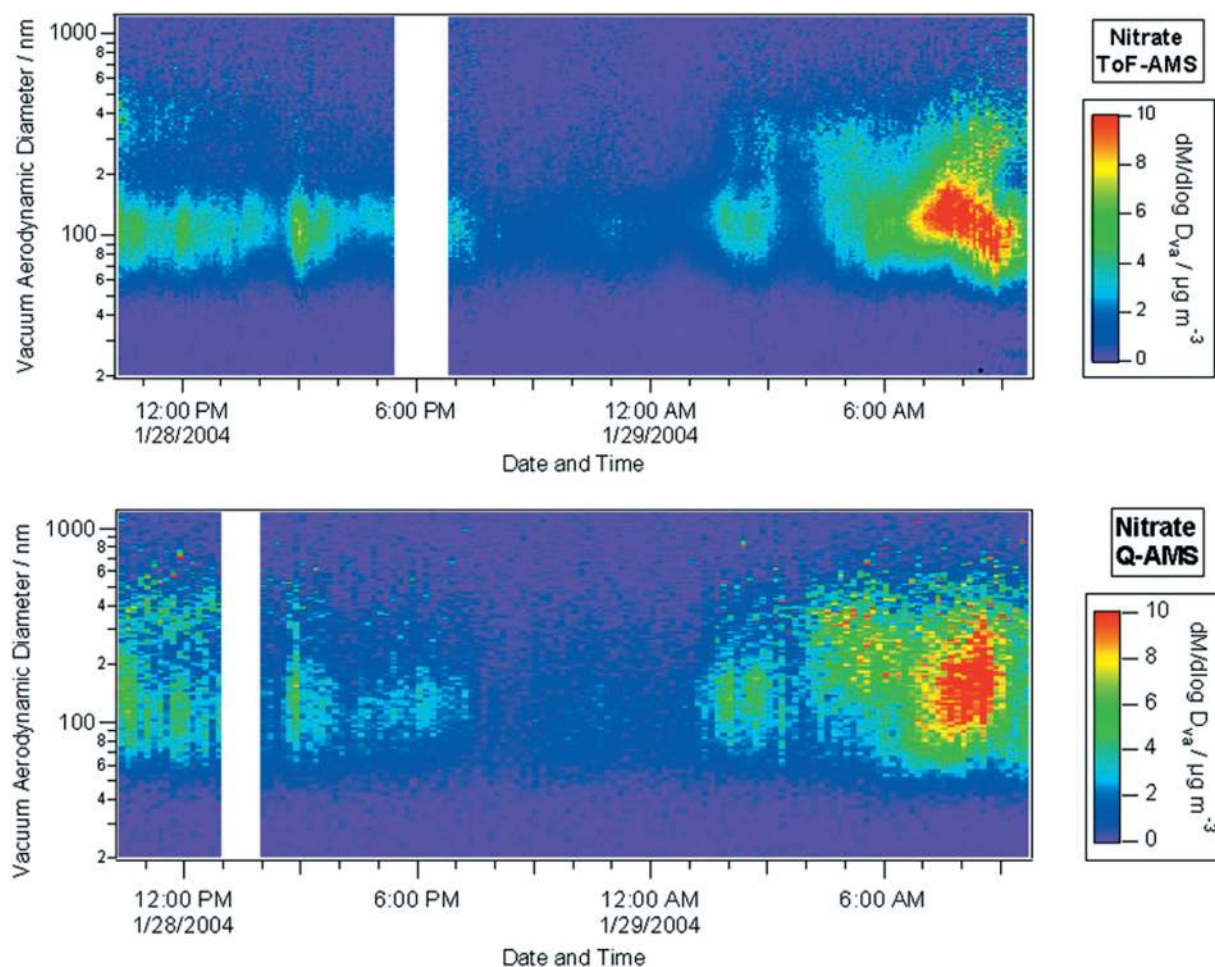 1000
8
6
4
2
100
8
6
4
2
Vacuum Aerodynamic Diameter / nm
12:00 PM
1/28/2004
6:00 PM
12:00 AM
1/29/2004
6:00 AM
Date and Time
Nitrate
ToF-AMS
10
8
6
4
2
0
dM/dlog Dva / µg m-3
1000
8
6
4
2
100
8
6
4
2
Vacuum Aerodynamic Diameter / nm
12:00 PM
1/28/2004
6:00 PM
12:00 AM
1/29/2004
6:00 AM
Date and Time
Nitrate
Q-AMS
10
8
6
4
2
0
dM/dlog Dva / µg m-3